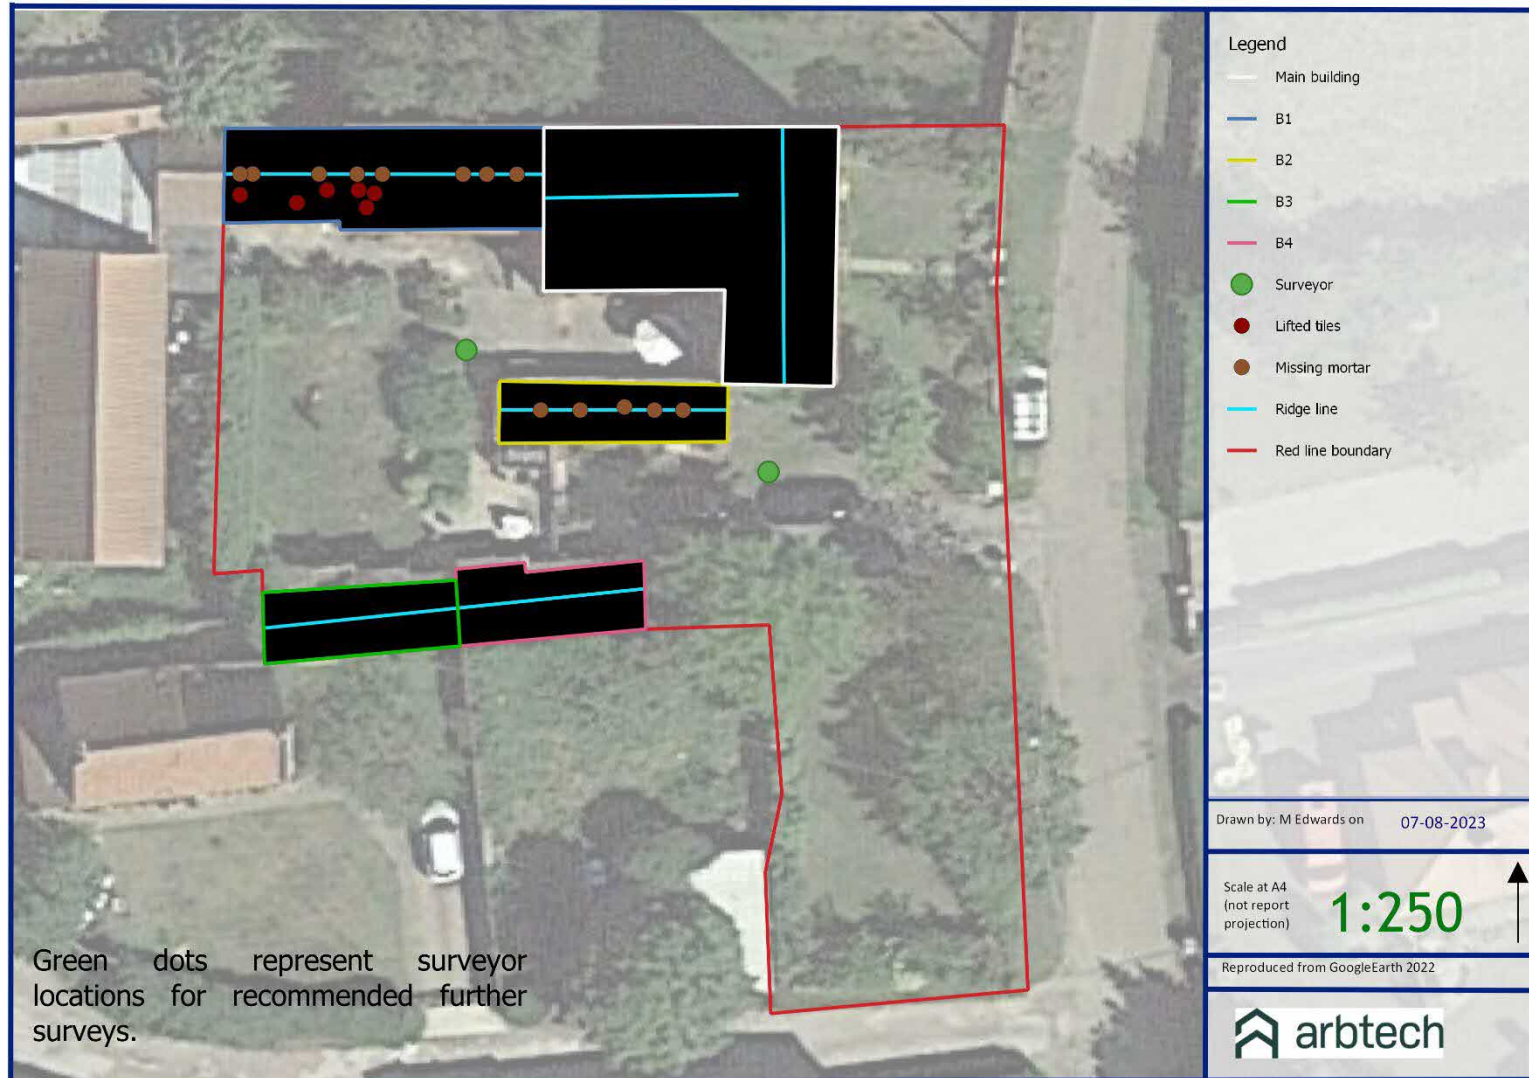 Legend
Main building
B1
B2
B3
B4
Surveyor
Lifted tiles
Missing mortar
Ridge line
Red line boundary
Drawn by: M Edwards on 07-08-2023
Scale at A4
(not report
projection)
1:250
Reproduced from GoogleEarth 2022
arbtech
Green dots represent surveyor
locations for recommended further
surveys.